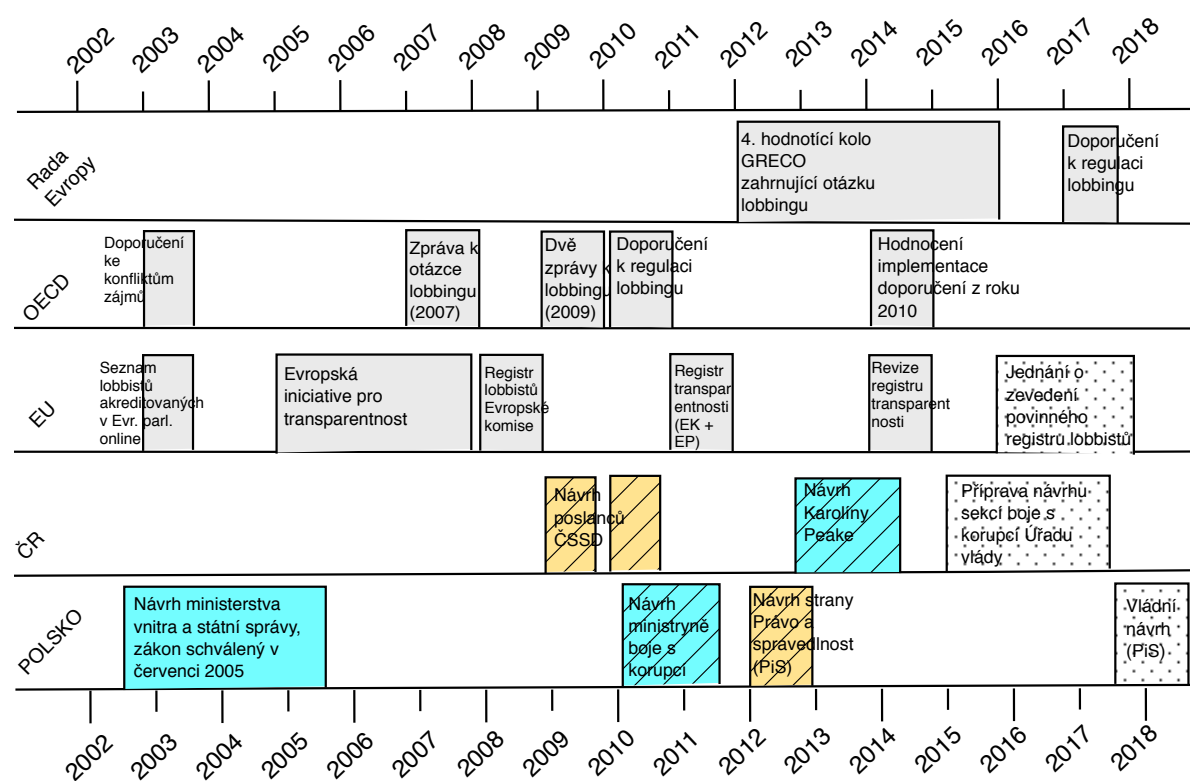 2002 2003 2004 2005 2006 2007 2008 2009 2010 2011 2012 2013 2014 2015 2016 2017 2018
Rada
Evropy
4. hodnotící kolo
GRECO
zahrnující otázku
lobbingu
Doporučení
k regulaci
lobbingu
OECD
Doporučení
ke
konfliktům
zájmů
Zpráva k
otázce
lobbingu
(2007)
Dvě
zprávy k
lobbingu
(2009)
Doporučení
k regulaci
lobbingu
Hodnocení
implementace
doporučení z roku
2010
EU
Seznam
lobbistů
akreditovaných
v Evr. parl.
online
Evropská
iniciative pro
transparentnost
Registr
lobbistů
Evropské
komise
Registr
transpar
entnosti
(EK +
EP)
Revize
registru
transparent
nosti
Jednání o
zevedení
povinného
registru lobbistů
ČR
Návrh
poslanců
ČSSD
Návrh
Karolíny
Peake
Příprava návrhu
sekcí boje s
korupcí Úřadu
vlády
POLSKO
Návrh ministerstva
vnitra a státní správy,
zákon schválený v
červenci 2005
Návrh
ministryně
boje s
korupcí
Návrh strany
Právo a
spravedlnost
(PiS)
Vládní
návrh
(PiS)
2002 2003 2004 2005 2006 2007 2008 2009 2010 2011 2012 2013 2014 2015 2016 2017 2018